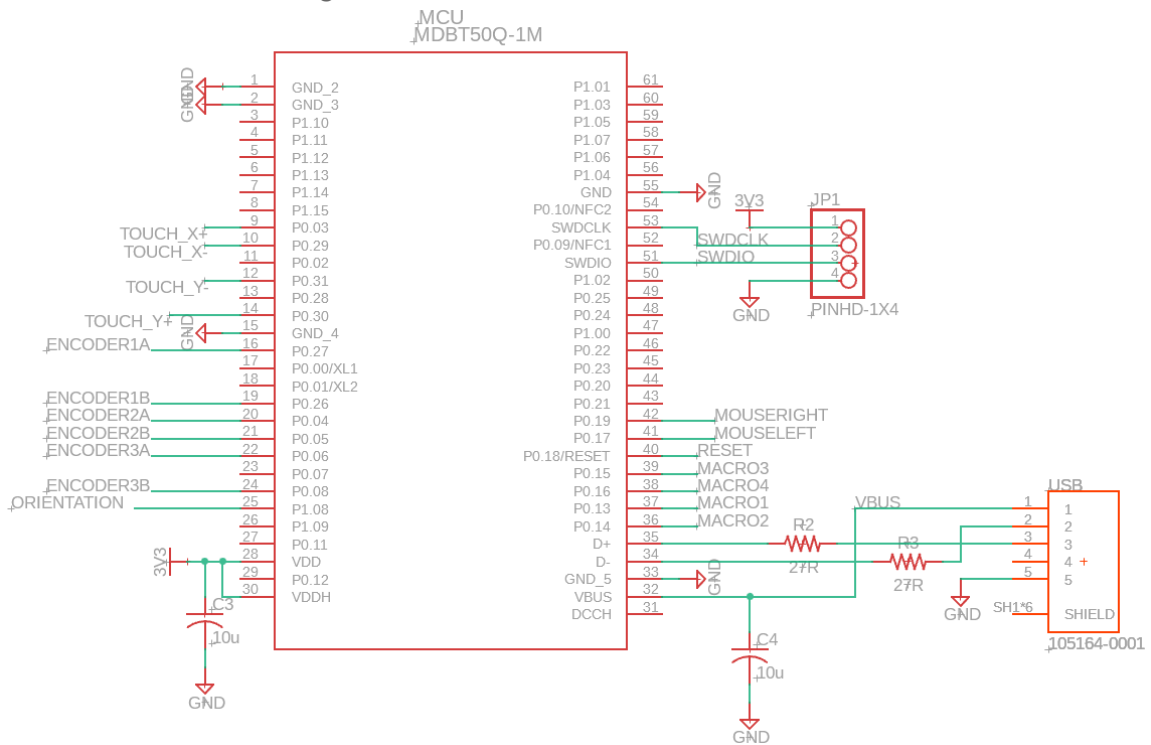 MCU
MDBT50Q-1M
GND
1
GND_2
P1.01
61
GND
2
GND_3
P1.03
60
3
P1.10
P1.05
59
4
P1.11
P1.07
58
5
P1.12
P1.06
57
6
P1.13
P1.04
56
7
P1.14
GND
55
GND
8
P1.15
P0.10/NFC2
54
TOUCH_X+
9
P0.03
SWDCLK
53
TOUCH_X-
10
P0.29
P0.09/NFC1
52
SWDCLK
11
P0.02
SWDIO
51
SWDIO
TOUCH_Y-
12
P0.31
P1.02
50
13
P0.28
P0.25
49
TOUCH_Y+
14
P0.30
P0.24
48
GND
15
GND_4
P1.00
47
ENCODER1A
16
P0.27
P0.22
46
17
P0.00/XL1
P0.23
45
18
P0.01/XL2
P0.20
44
ENCODER1B
19
P0.26
P0.21
43
ENCODER2A
20
P0.04
P0.19
42
MOUSERIGHT
ENCODER2B
21
P0.05
P0.17
41
MOUSELEFT
ENCODER3A
22
P0.06
P0.18/RESET
40
RESET
23
P0.07
P0.15
39
MACRO3
ENCODER3B
24
P0.08
P0.16
38
MACRO4
ORIENTATION
25
P1.08
P0.13
37
MACRO1
26
P1.09
P0.14
36
MACRO2
27
P0.11
D+
35
3V3
28
VDD
D-
34
29
P0.12
GND_5
33
GND
30
VDDH
VBUS
32
DCCH
31
C3
10u
GND
3V3
JP1
1
2
3
4
GND
PINHD-1X4
VBUS
R2
27R
R3
27R
C4
10u
GND
GND
USB
1
1
2
2
3
3
4
4
5
5
SH1*6
SHIELD
105164-0001